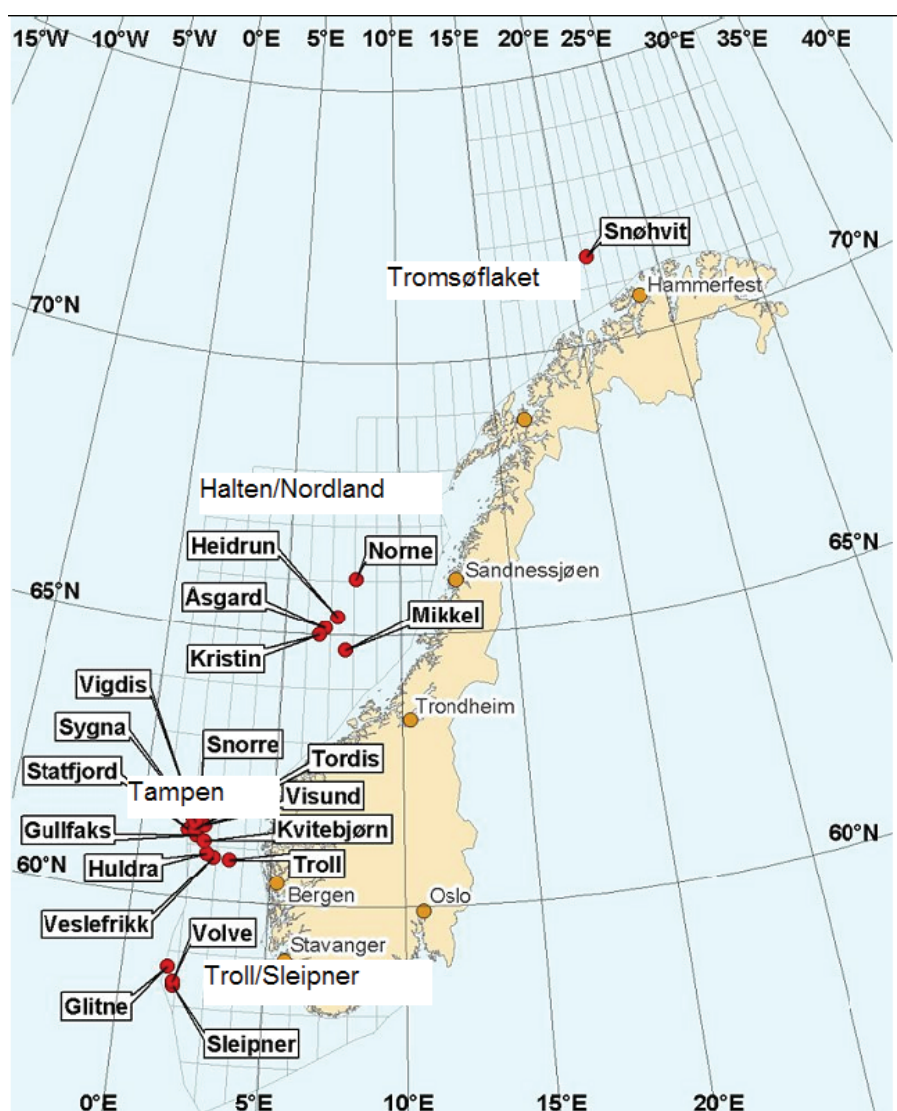 15°W 10°W 5°W 0°E 5°E 10°E 15°E 20°E 25°E 30°E 35°E 40°E
Snøhvit
70°N
Tromsøflaket
Hammerfest
70°N
Halten/Nordland
Heidrun
Norne
65°N
Sandnessjøen
65°N
Åsgard
Mikkel
Kristin
Vigdis
Trondheim
Sygna
Snorre
Tordis
Statfjord
Tampen
Visund
Gullfaks
Kvitebjørn
60°N
60°N
Huldra
Troll
Bergen
Oslo
Veslefrikk
Volve
Stavanger
Troll/Sleipner
Glitne
Sleipner
0°E 5°E 10°E 15°E 20°E